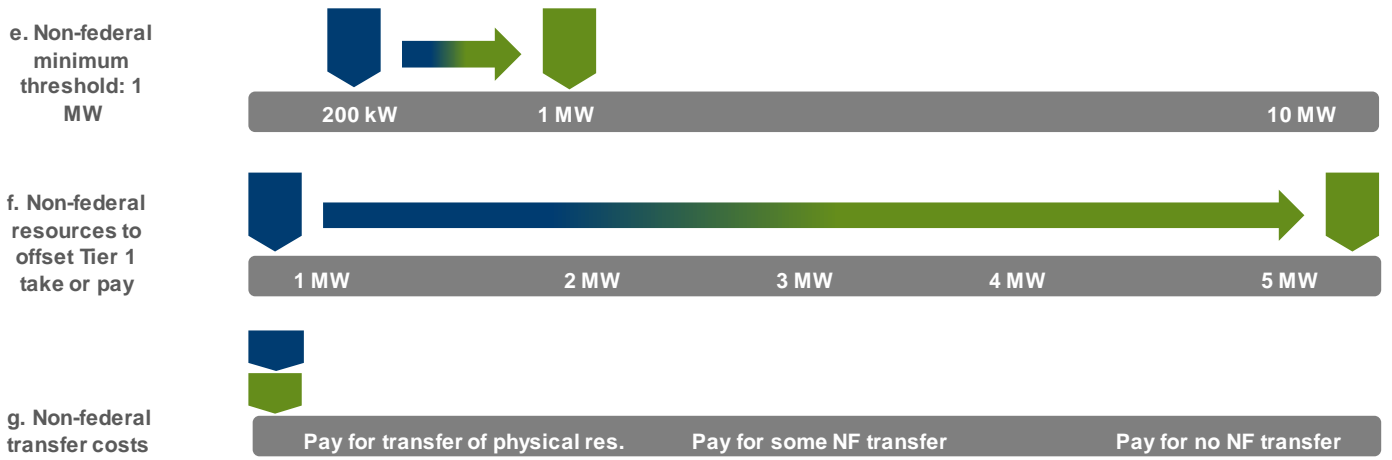 e. Non-federal
minimum
threshold: 1
MW
200 kW 1 MW 10 MW
f. Non-federal
resources to
offset Tier 1
take or pay
1 MW 2 MW 3 MW 4 MW 5 MW
g. Non-federal
transfer costs
Pay for transfer of physical res. Pay for some NF transfer Pay for no NF transfer